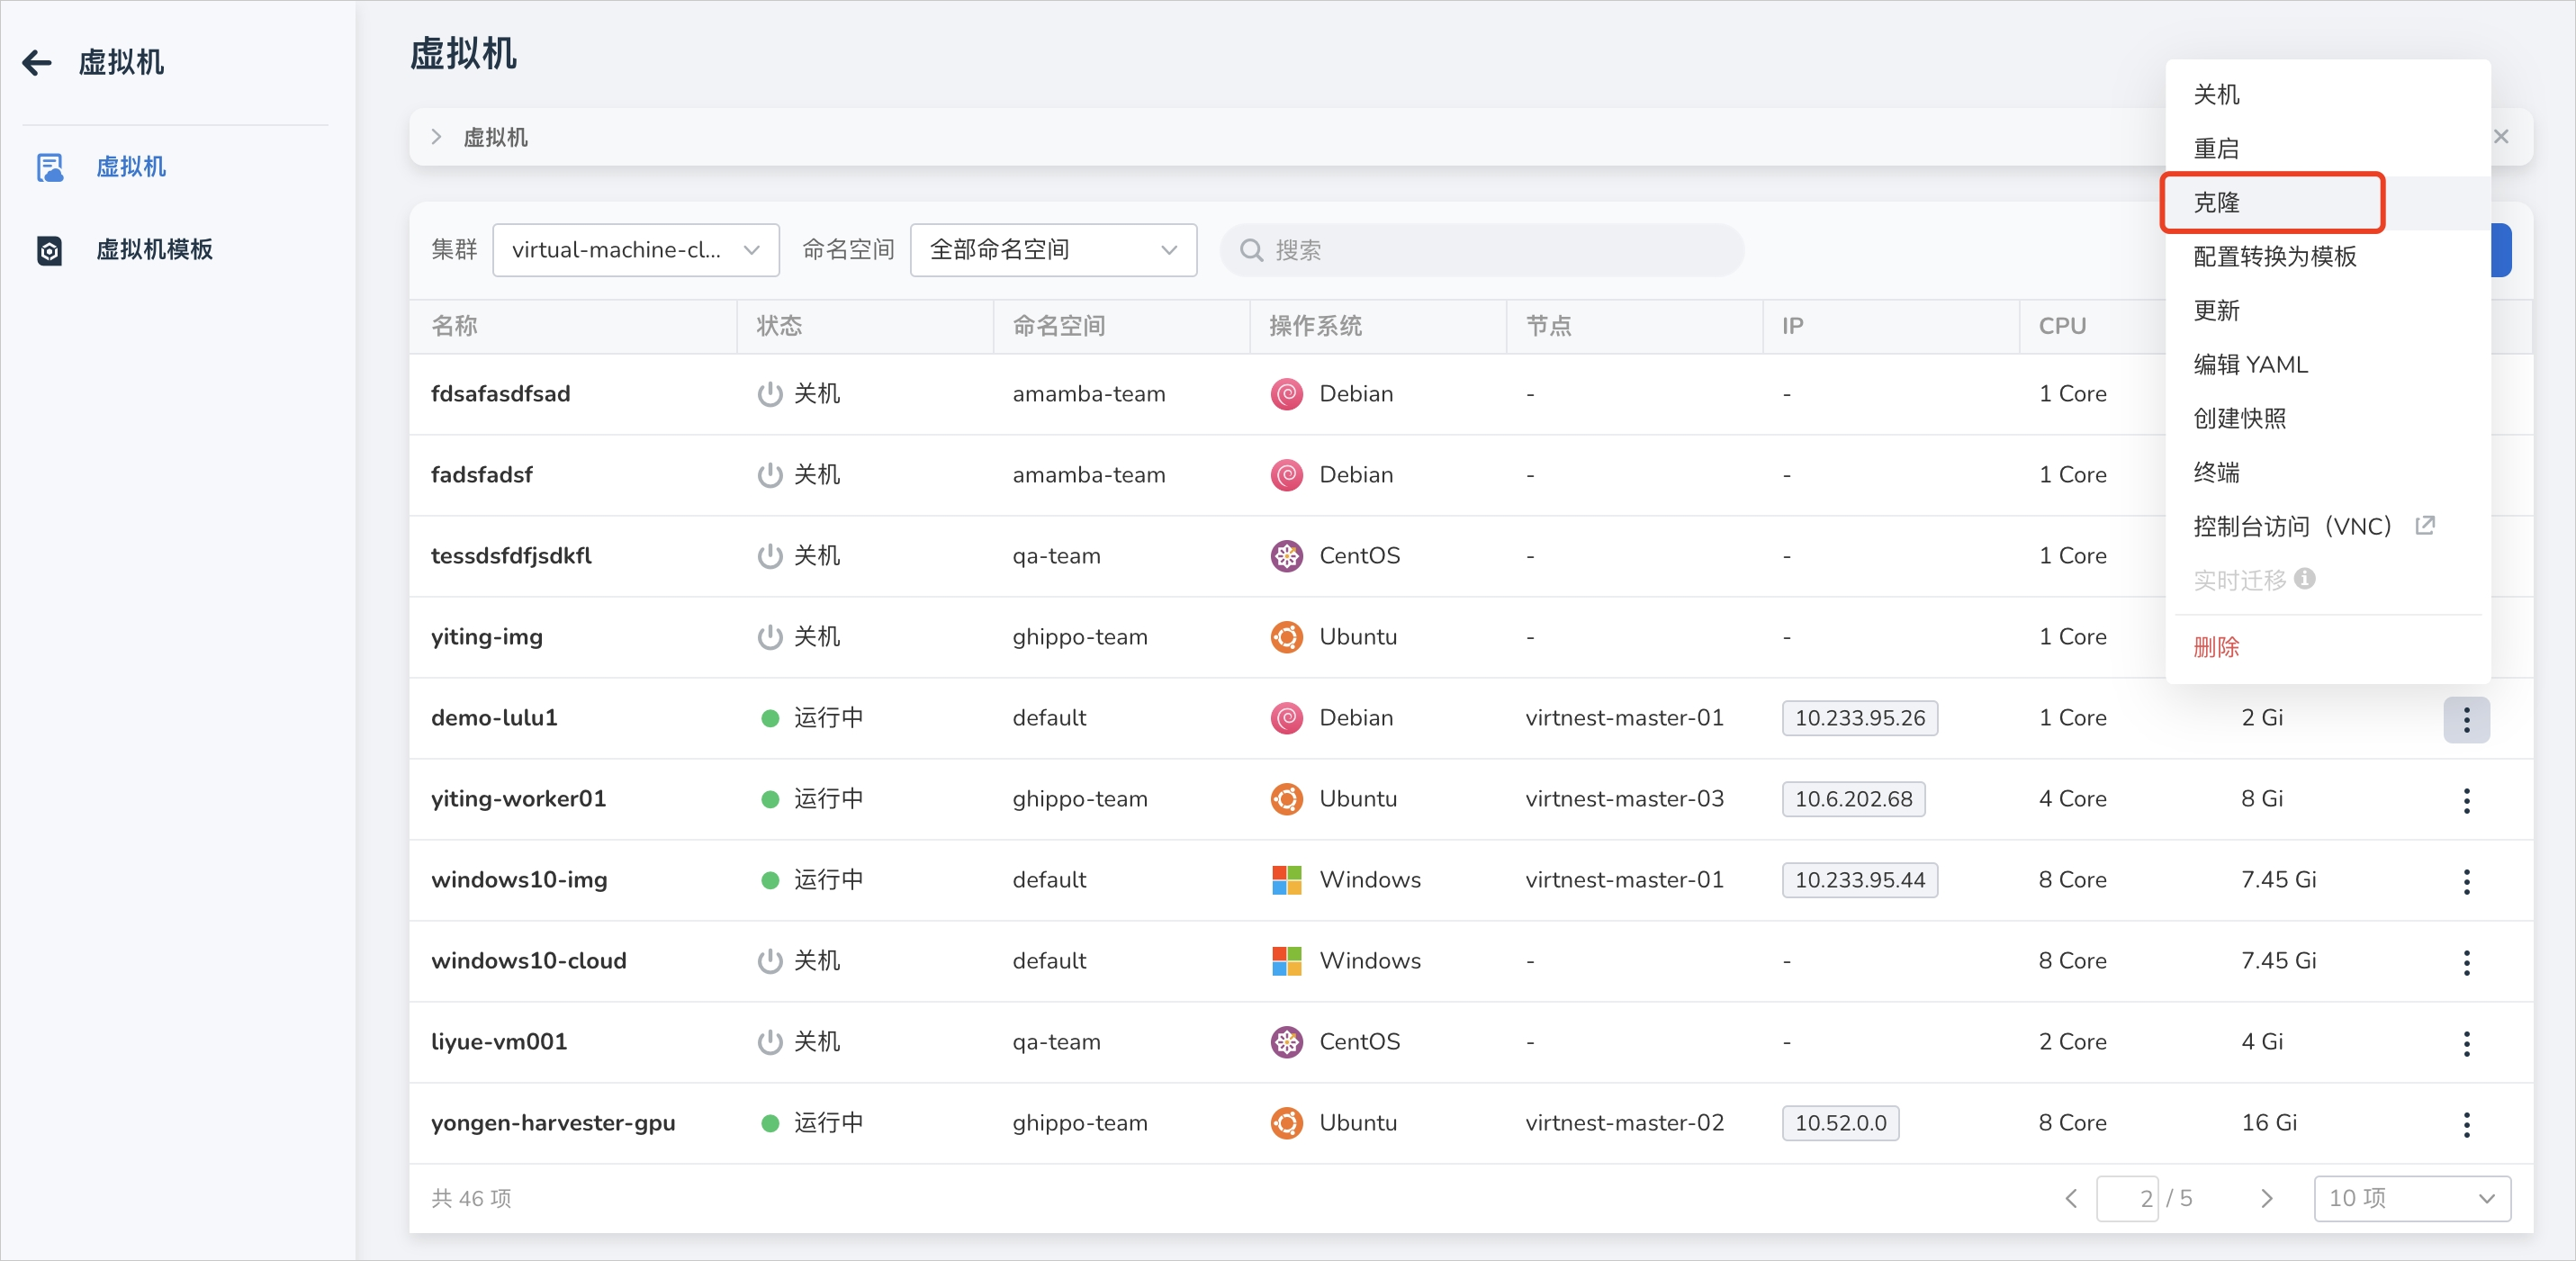 虚拟机
虚拟机
虚拟机模板
虚拟机
虚拟机
集群 virtual-machine-cl... 命名空间 全部命名空间 搜索
名称 状态 命名空间 操作系统 节点 IP CPU
fdsafasdfsad 关机 amamba-team Debian - - 1 Core
fadsfadsf 关机 amamba-team Debian - - 1 Core
tessdsfdfjsdkfl 关机 qa-team CentOS - - 1 Core
yiting-img 关机 ghippo-team Ubuntu - - 1 Core
demo-lulu1 运行中 default Debian virtnest-master-01 10.233.95.26 1 Core 2 Gi
yiting-worker01 运行中 ghippo-team Ubuntu virtnest-master-03 10.6.202.68 4 Core 8 Gi
windows10-img 运行中 default Windows virtnest-master-01 10.233.95.44 8 Core 7.45 Gi
windows10-cloud 关机 default Windows - - 8 Core 7.45 Gi
liyue-vm001 关机 qa-team CentOS - - 2 Core 4 Gi
yongen-harvester-gpu 运行中 ghippo-team Ubuntu virtnest-master-02 10.52.0.0 8 Core 16 Gi
共 46 项 2 / 5 10 项
关机
重启
克隆
配置转换为模板
更新
编辑 YAML
创建快照
终端
控制台访问（VNC）
实时迁移
删除